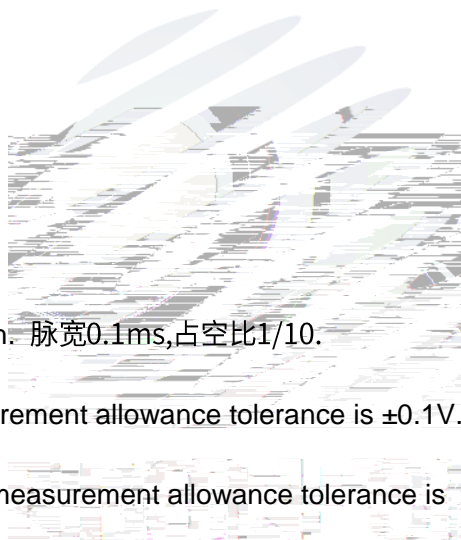 n. 脉宽0.1ms,占空比1/10.
rement allowance tolerance is ±0.1V.
measurement allowance tolerance is